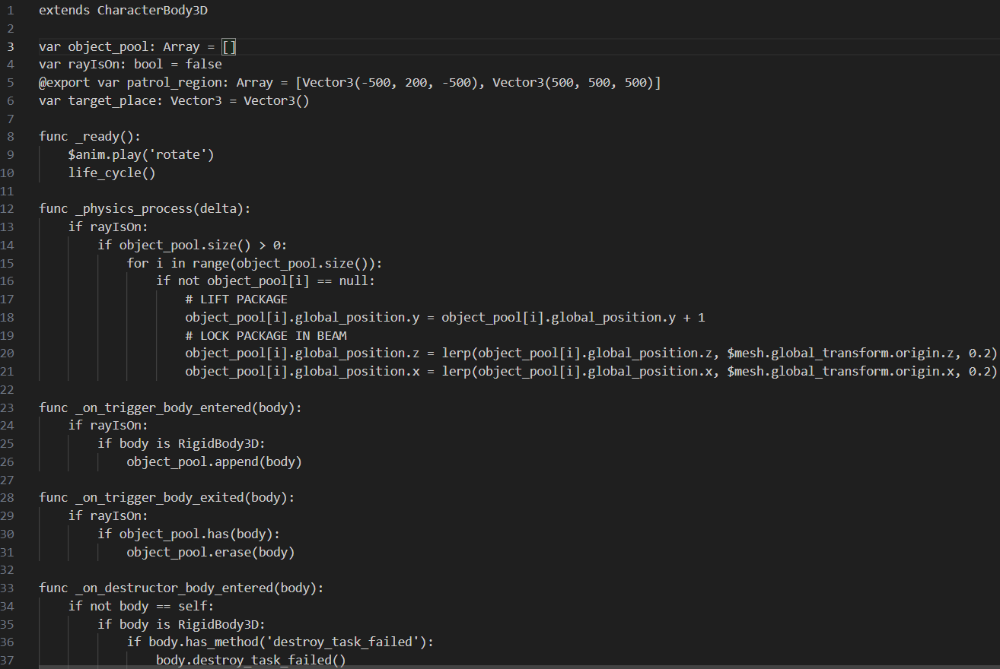 1 extends CharacterBody3D
2
3 var object_pool: Array = []
4 var rayIsOn: bool = false
5 @export var patrol_region: Array = [Vector3(-500, 200, -500), Vector3(500, 500, 500)]
6 var target_place: Vector3 = Vector3()
7
8 func _ready():
9     $anim.play('rotate')
10     life_cycle()
11
12 func _physics_process(delta):
13     if rayIsOn:
14         if object_pool.size() > 0:
15             for i in range(object_pool.size()):
16                 if not object_pool[i] == null:
17                     # LIFT PACKAGE
18                     object_pool[i].global_position.y = object_pool[i].global_position.y + 1
19                     # LOCK PACKAGE IN BEAM
20                     object_pool[i].global_position.z = lerp(object_pool[i].global_position.z, $mesh.global_transform.origin.z, 0.2)
21                     object_pool[i].global_position.x = lerp(object_pool[i].global_position.x, $mesh.global_transform.origin.x, 0.2)
22
23 func _on_trigger_body_entered(body):
24     if rayIsOn:
25         if body is RigidBody3D:
26             object_pool.append(body)
27
28 func _on_trigger_body_exited(body):
29     if rayIsOn:
30         if object_pool.has(body):
31             object_pool.erase(body)
32
33 func _on_destructor_body_entered(body):
34     if not body == self:
35         if body is RigidBody3D:
36             if body.has_method('destroy_task_failed'):
37                 body.destroy_task_failed()